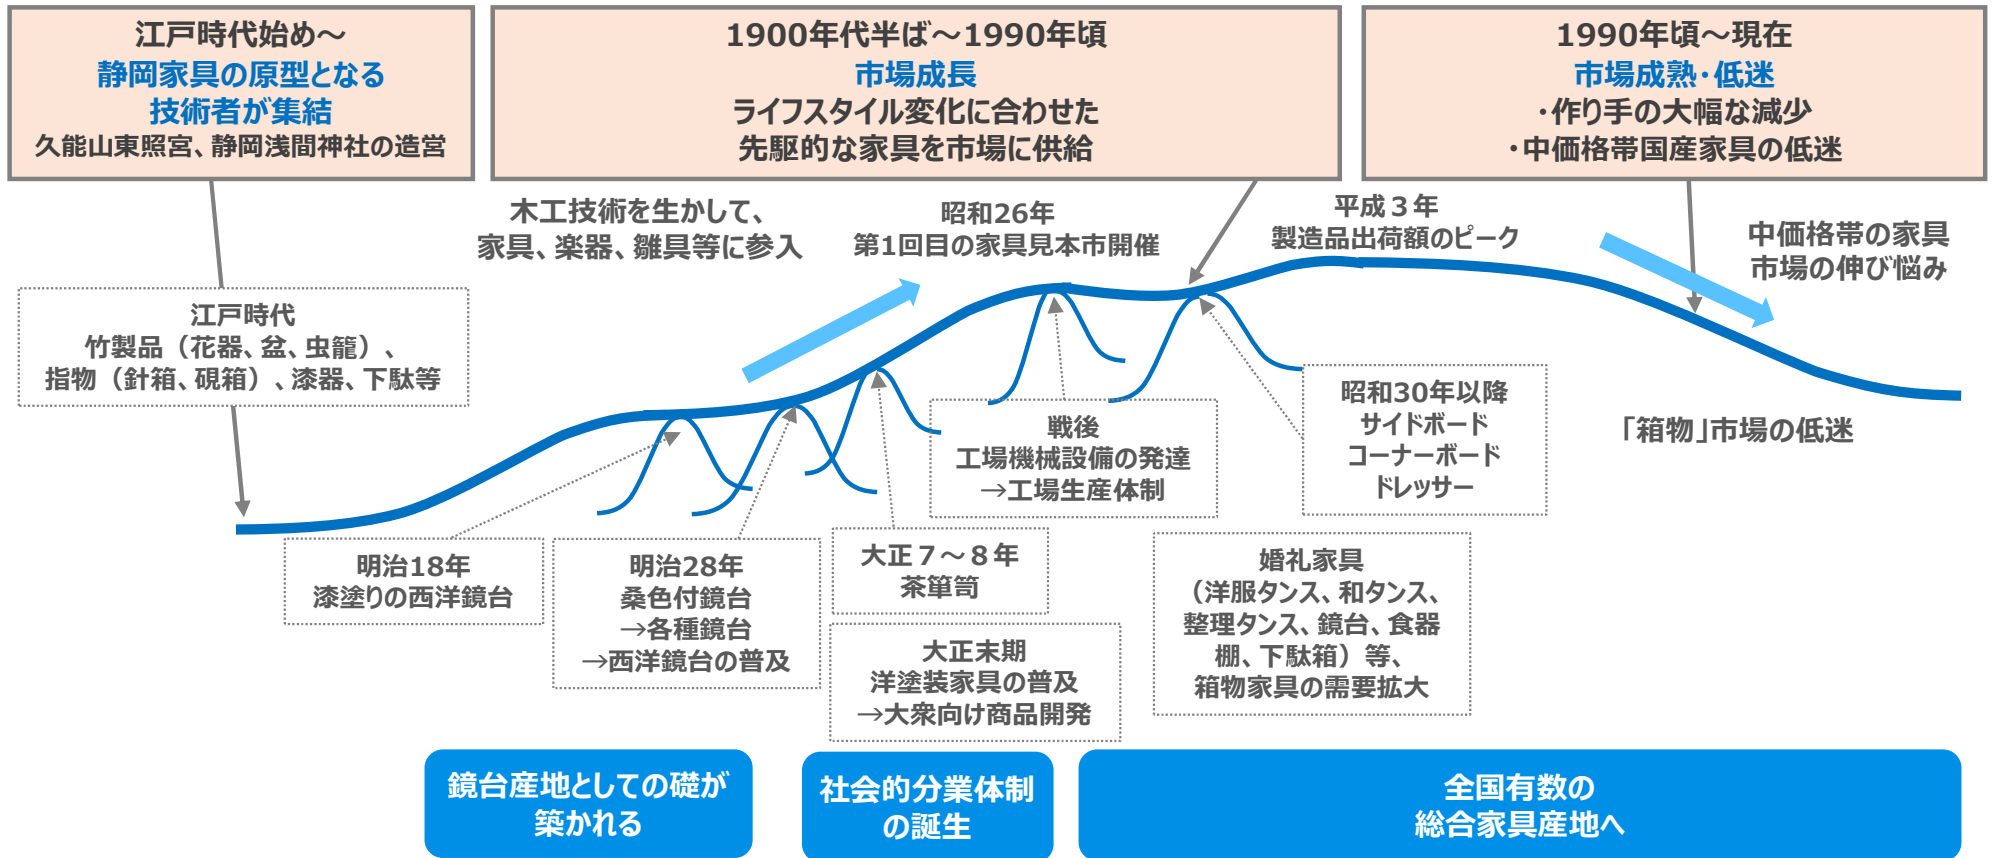 江戸時代始め～
静岡家具の原型となる
技術者が集結
久能山東照宮、静岡浅間神社の造営
1900年代半ば～1990年頃
市場成長
ライフスタイル変化に合わせた
先駆的な家具を市場に供給
1990年頃～現在
市場成熟・低迷
・作り手の大幅な減少
・中価格帯国産家具の低迷
木工技術を生かして、
家具、楽器、雛具等に参入
昭和26年
第1回目の家具見本市開催
平成３年
製造品出荷額のピーク
中価格帯の家具
市場の伸び悩み
江戸時代
竹製品（花器、盆、虫籠）、
指物（針箱、硯箱）、漆器、下駄等
戦後
工場機械設備の発達
→工場生産体制
昭和30年以降
サイドボード
コーナーボード
ドレッサー
「箱物」市場の低迷
明治18年
漆塗りの西洋鏡台
明治28年
桑色付鏡台
→各種鏡台
→西洋鏡台の普及
大正７～８年
茶箪笥
大正末期
洋塗装家具の普及
→大衆向け商品開発
婚礼家具
（洋服タンス、和タンス、
整理タンス、鏡台、食器
棚、下駄箱）等、
箱物家具の需要拡大
鏡台産地としての礎が
築かれる
社会的分業体制
の誕生
全国有数の
総合家具産地へ